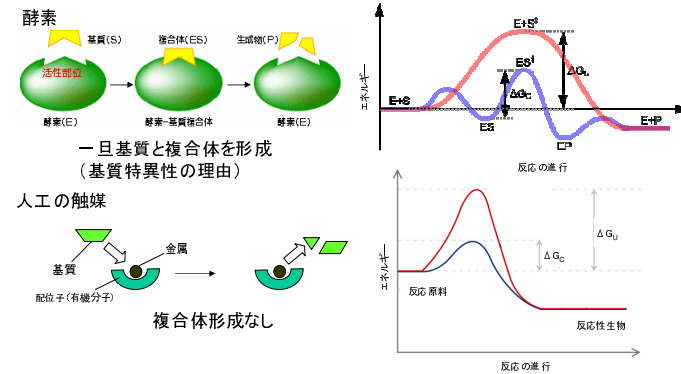 酵素
基質(S)
複合体(ES)
生成物(P)
活性部位
酵素(E)
酵素−基質複合体
酵素(E)
一旦基質と複合体を形成
（基質特異性の理由）
人工の触媒
基質
金属
配位子(有機分子)
複合体形成なし
エネルギー
E+S
E+S‡
ES‡
ΔGC
ΔGU
ES
EP
E+P
反応の進行
エネルギー
反応原料
ΔGC
ΔGU
反応性生物
反応の進行